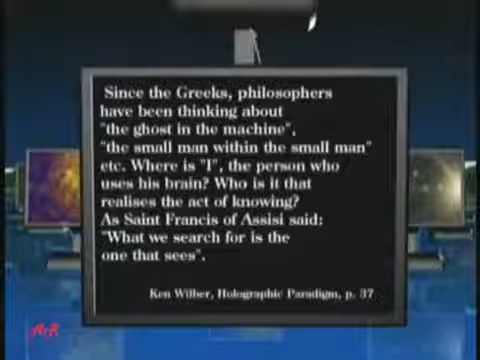 Since the Greeks, philosophers
have been thinking about
"the ghost in the machine",
"the small man within the small man"
etc. Where is "I", the person who
uses his brain? Who is it that
realises the act of knowing?
As Saint Francis of Assisi said:
"What we search for is the
one that sees".
Ken Wilber, Holographic Paradigm, p. 37